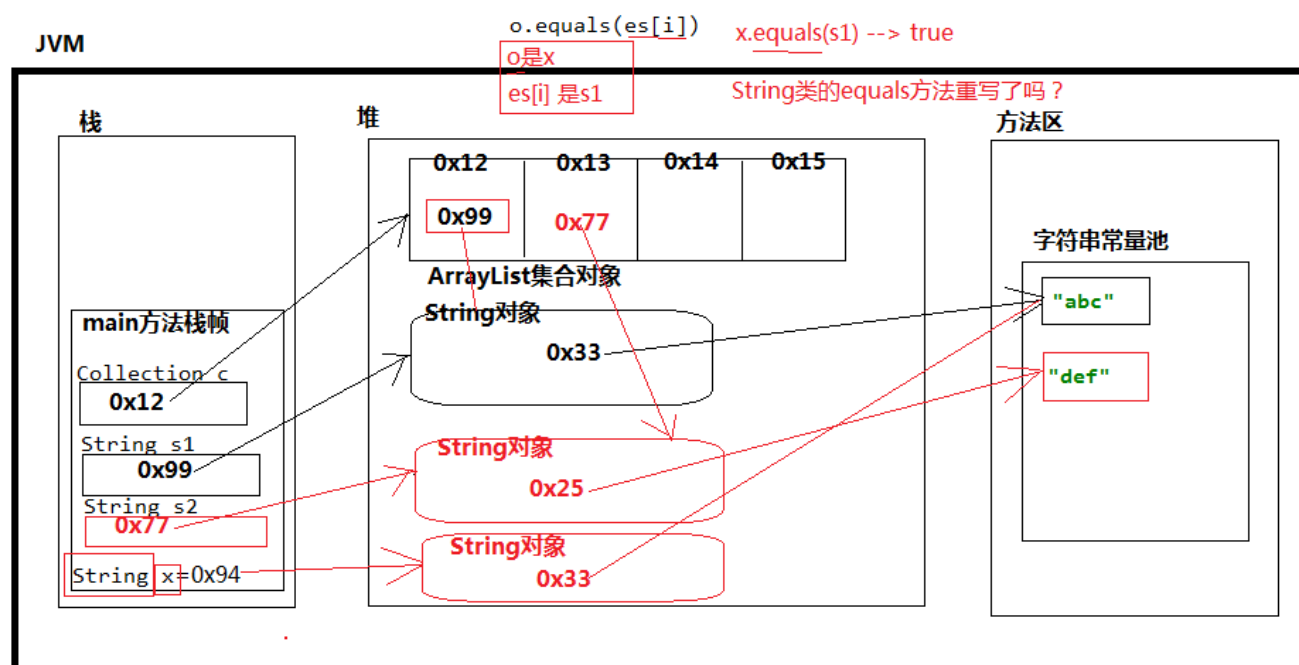 o.equals(es[i])
x.equals(s1) --> true
JVM
o是x
es[i] 是s1
String类的equals方法重写了吗？
栈
堆
方法区
0x12
0x13
0x14
0x15
0x99
0x77
ArrayList集合对象
字符串常量池
"abc"
"def"
main方法栈帧
Collection c
0x12
String s1
0x99
String s2
0x77
String x=0x94
String对象
0x33
String对象
0x25
String对象
0x33